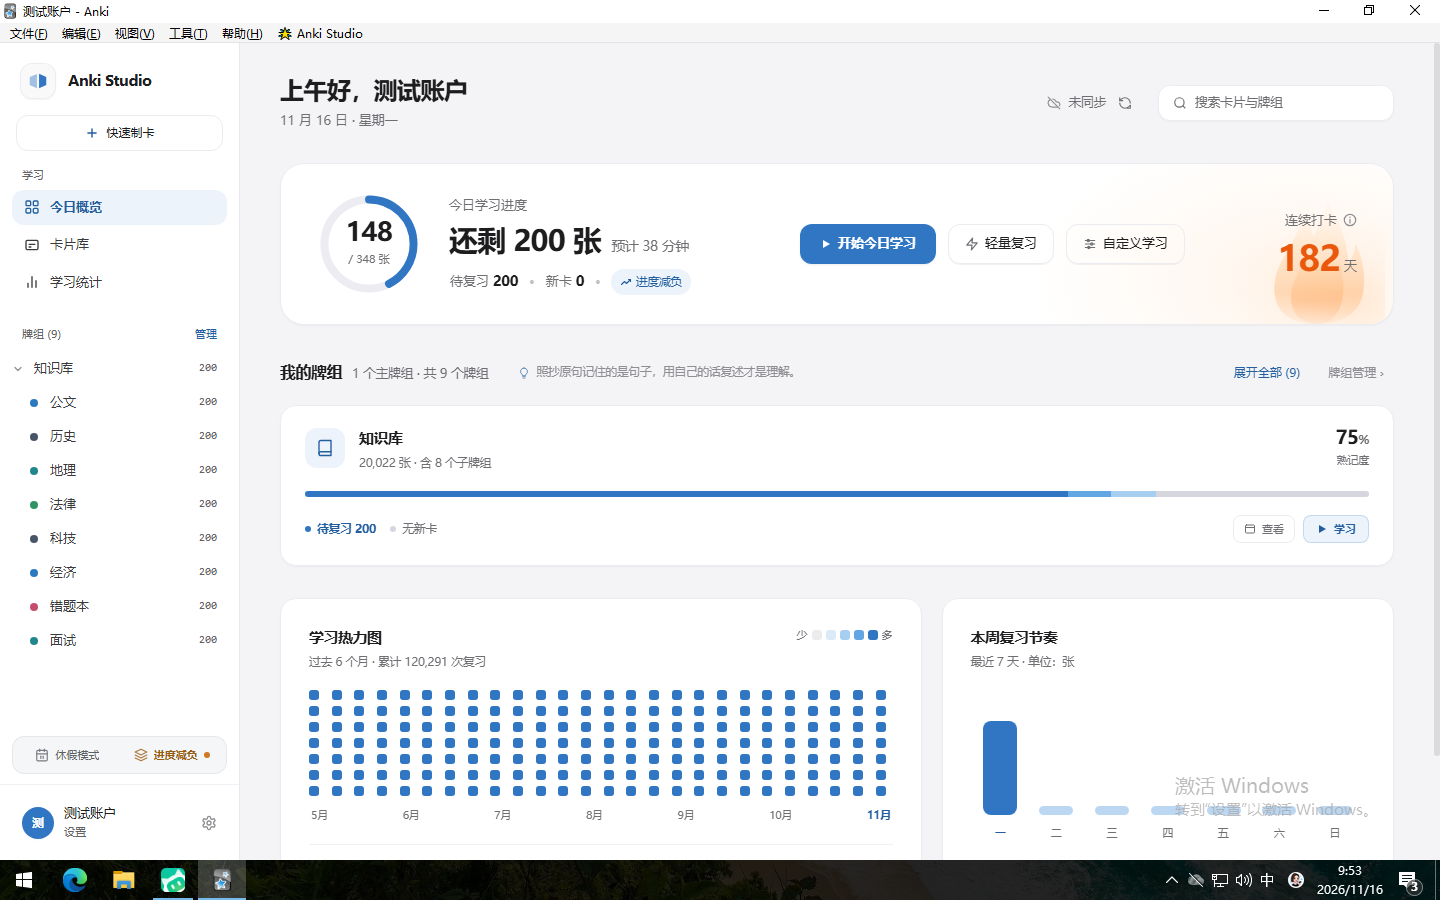 测试账户 - Anki
文件(F) 编辑(E) 视图(V) 工具(T) 帮助(H) Anki Studio
Anki Studio
快速制卡
学习
今日概览
卡片库
学习统计
牌组 (9) 管理
知识库 200
公文 200
历史 200
地理 200
法律 200
科技 200
经济 200
错题本 200
面试 200
休假模式 进度减负
测 测试账户
设置
上午好，测试账户
11 月 16 日 · 星期一
未同步
搜索卡片与牌组
148
/ 348 张
今日学习进度
还剩 200 张 预计 38 分钟
待复习 200 • 新卡 0 • 进度减负
开始今日学习 轻量复习 自定义学习
连续打卡
182 天
我的牌组 1 个主牌组 · 共 9 个牌组 照抄原句记住的是句子，用自己的话复述才是理解。 展开全部 (9) 牌组管理 ›
知识库
20,022 张 · 含 8 个子牌组
75%
熟记度
待复习 200 无新卡 查看 学习
学习热力图
过去 6 个月 · 累计 120,291 次复习
少 多
5月 6月 7月 8月 9月 10月 11月
本周复习节奏
最近 7 天 · 单位：张
一 二 三 四 五 六 日
激活 Windows
转到"设置"以激活 Windows。
中
9:53
2026/11/16
3